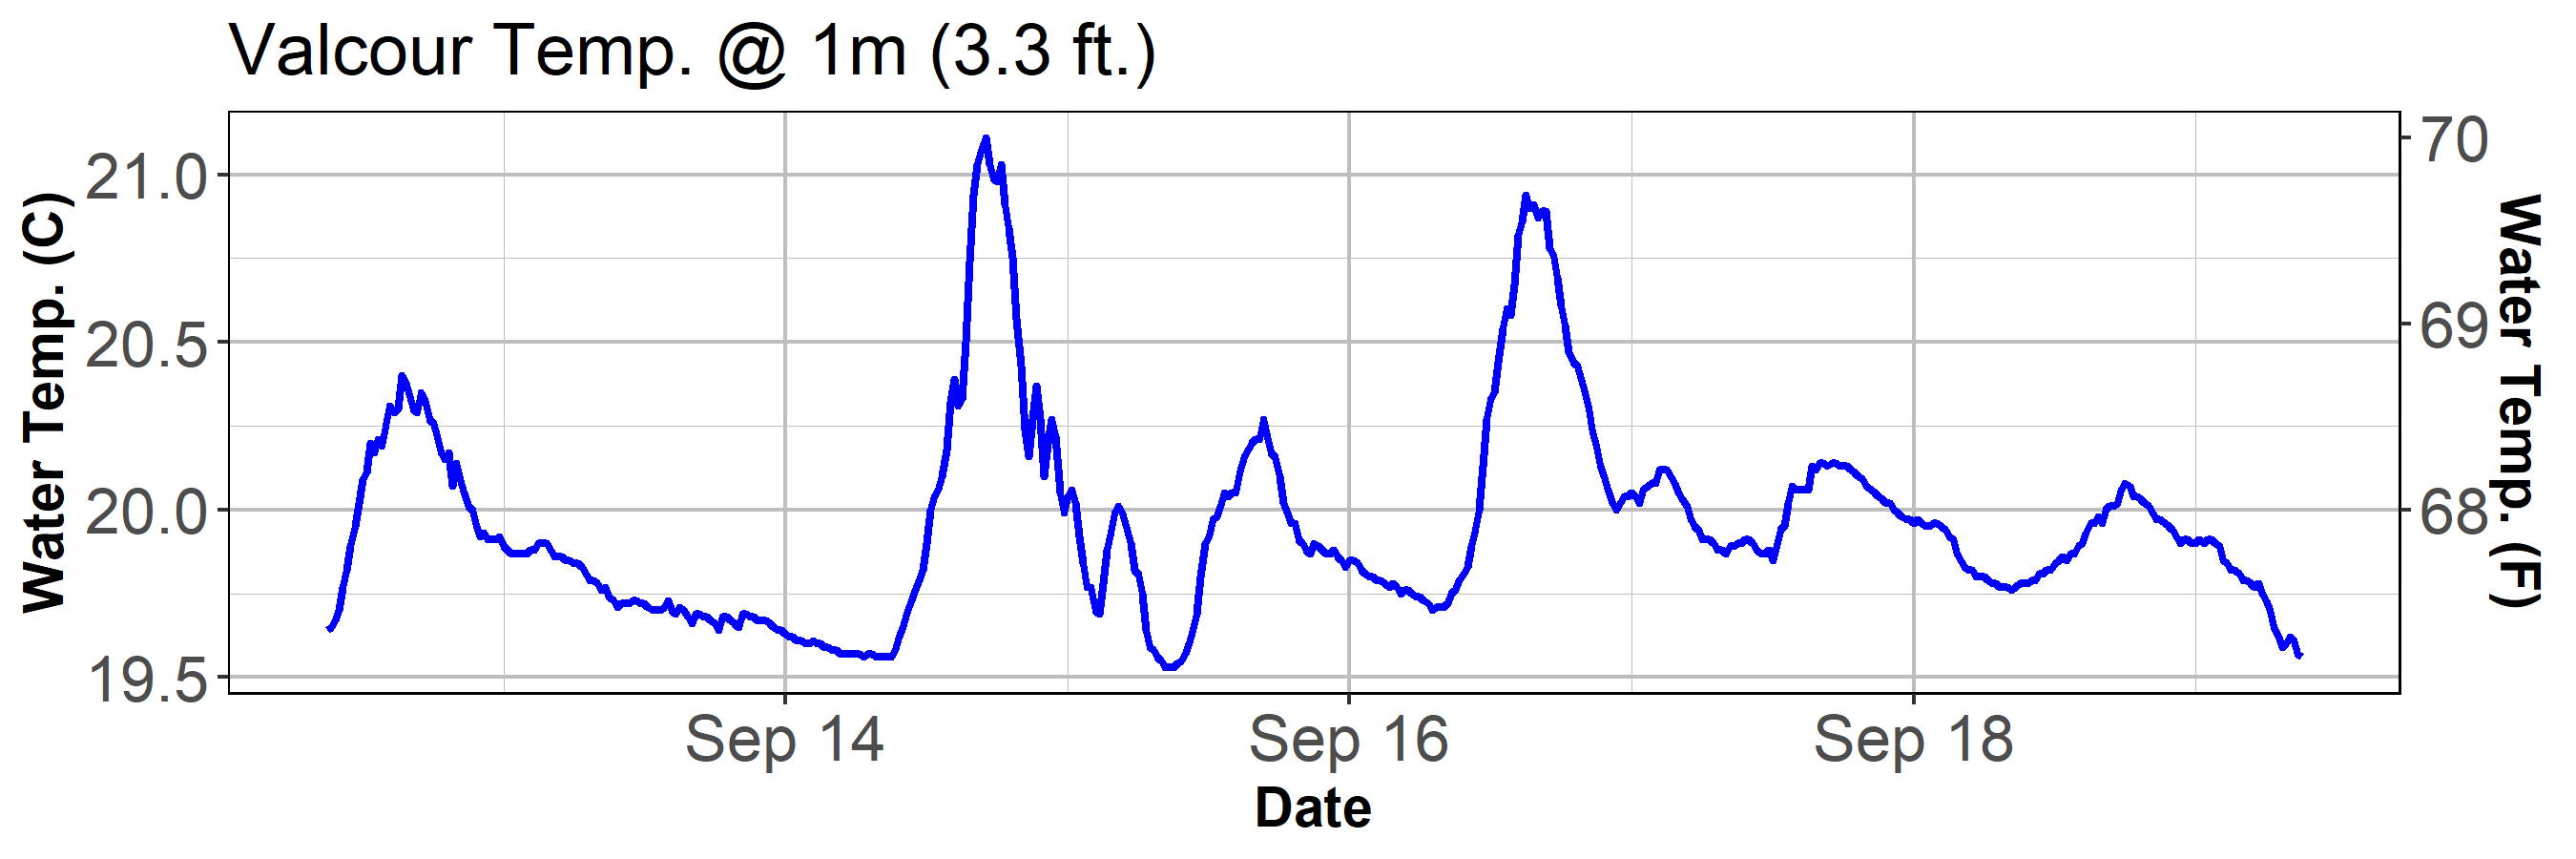 Valcour Temp. @ 1m (3.3 ft.)
Water Temp. (C)
21.0
20.5
20.0
19.5
70
69
68
Water Temp. (F)
Sep 14
Sep 16
Sep 18
Date